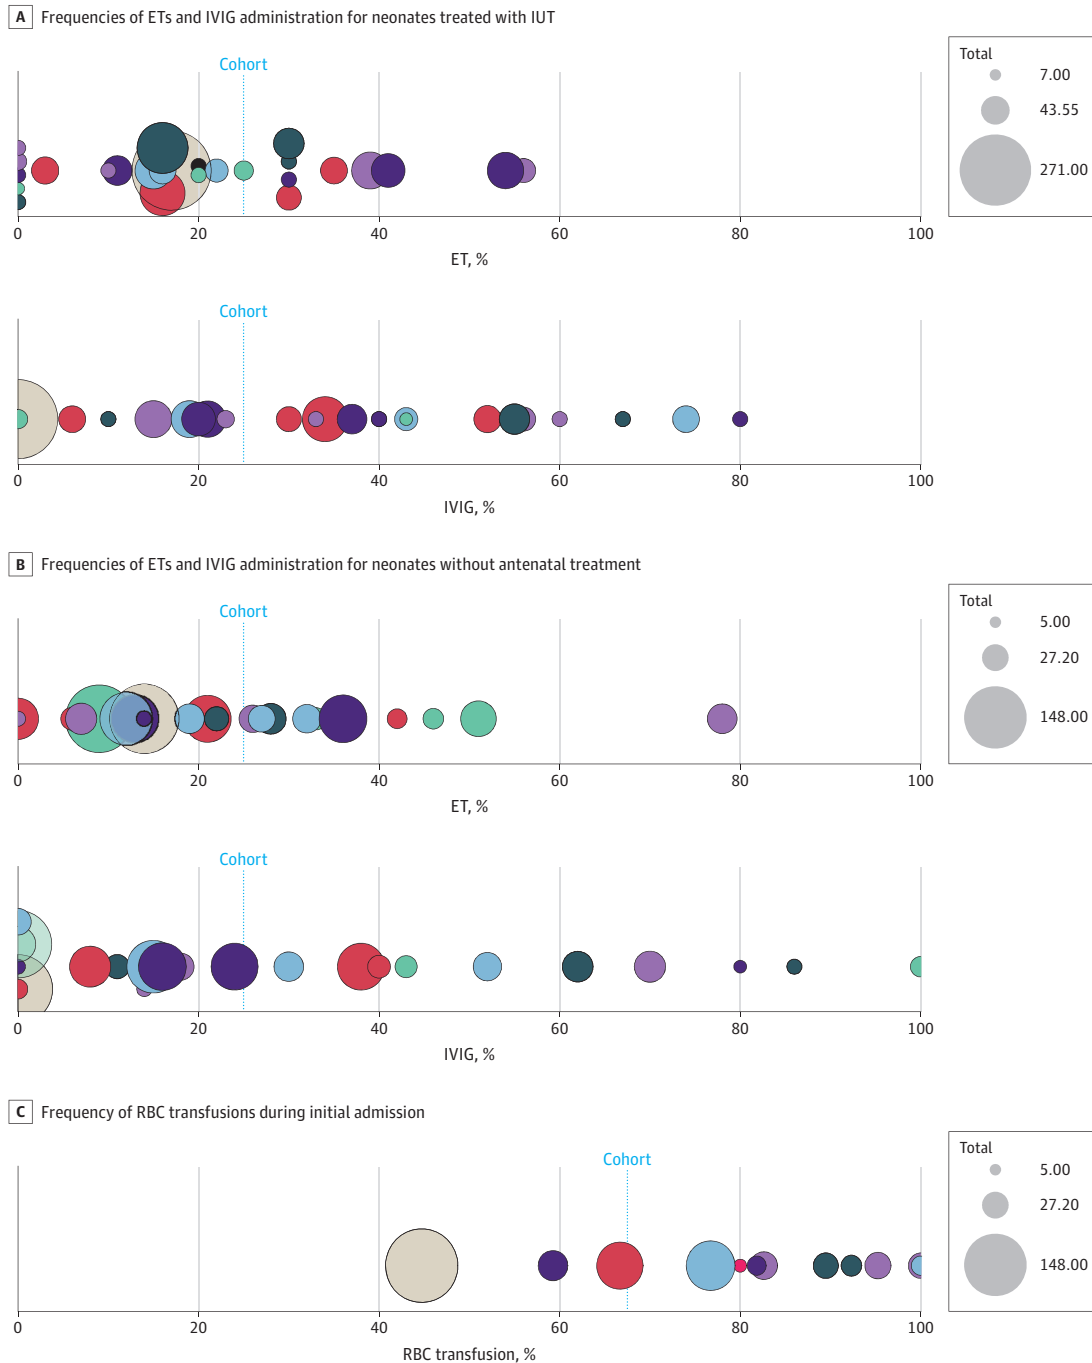 A Frequencies of ETs and IVIG administration for neonates treated with IUT
Cohort
Total
7.00
43.55
271.00
0 20 40 60 80 100
ET, %
Cohort
0 20 40 60 80 100
IVIG, %
B Frequencies of ETs and IVIG administration for neonates without antenatal treatment
Cohort
Total
5.00
27.20
148.00
0 20 40 60 80 100
ET, %
Cohort
0 20 40 60 80 100
IVIG, %
C Frequency of RBC transfusions during initial admission
Cohort
Total
5.00
27.20
148.00
0 20 40 60 80 100
RBC transfusion, %